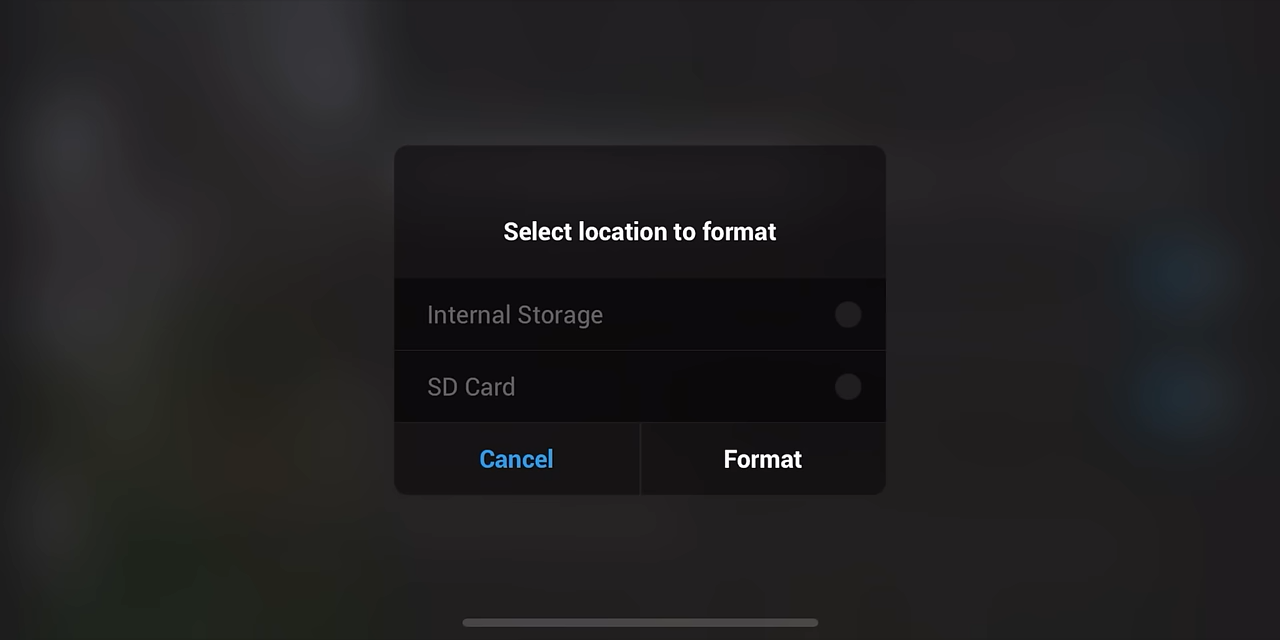 Select location to format
Internal Storage
SD Card
Cancel
Format